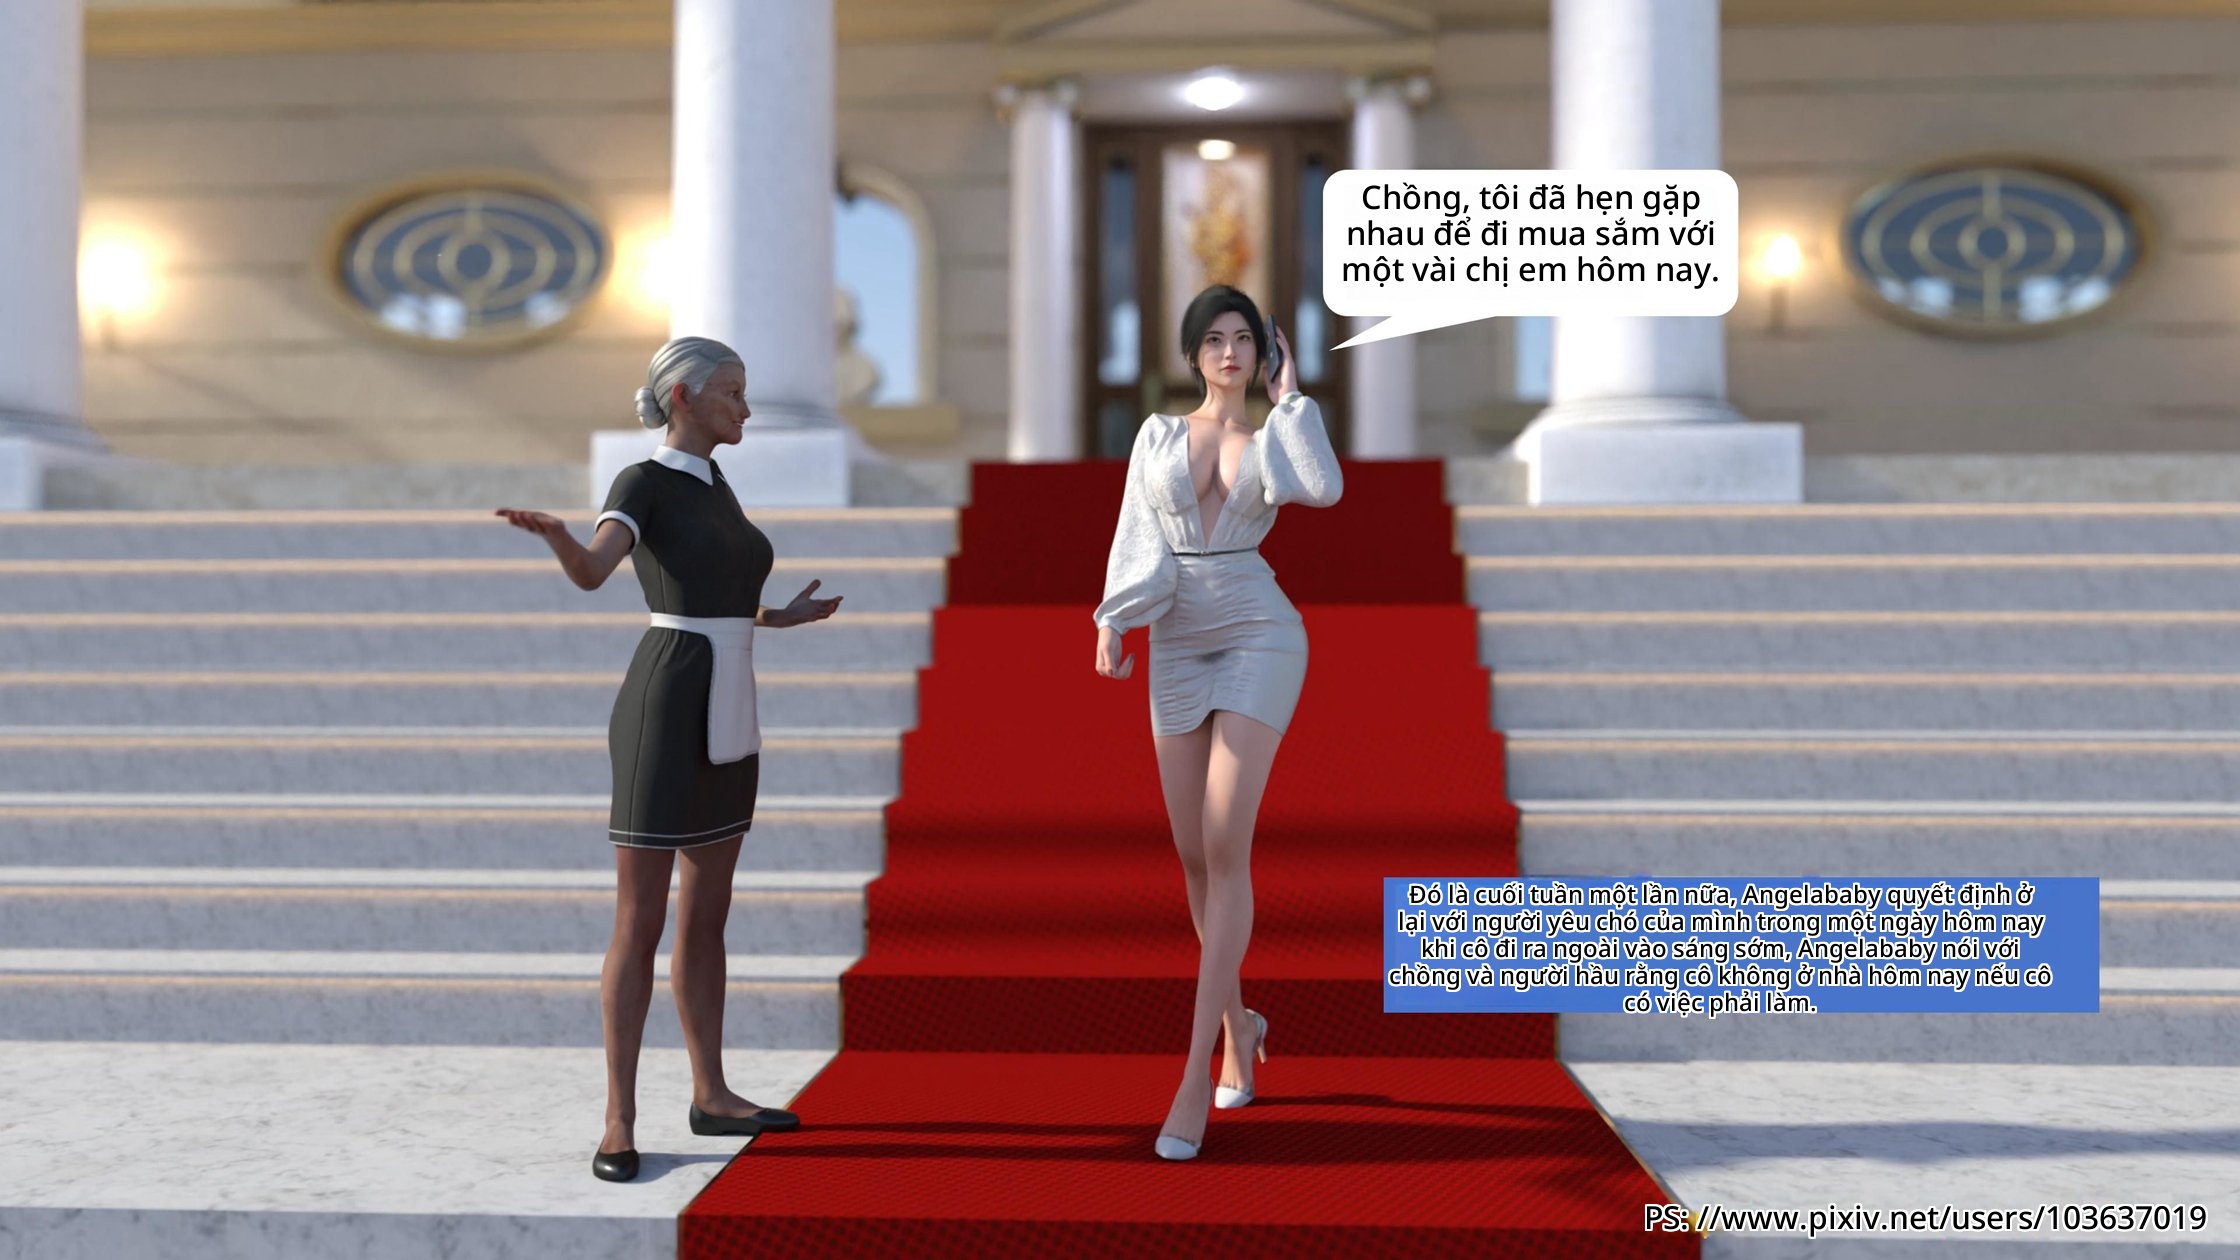 Chồng, tôi đã hẹn gặp
nhau để đi mua sắm với
một vài chị em hôm nay.
Đó là cuối tuần một lần nữa, Angelababy quyết định ở
lại với người yêu chó của mình trong một ngày hôm nay
khi cô đi ra ngoài vào sáng sớm, Angelababy nói với
chồng và người hầu rằng cô không ở nhà hôm nay nếu cô
có việc phải làm.
PS: //www.pixiv.net/users/103637019